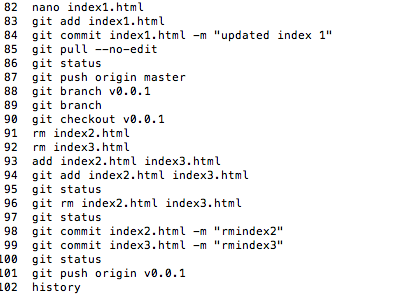 82 nano index1.html
83 git add index1.html
84 git commit index1.html -m "updated index 1"
85 git pull --no-edit
86 git status
87 git push origin master
88 git branch v0.0.1
89 git branch
90 git checkout v0.0.1
91 rm index2.html
92 rm index3.html
93 add index2.html index3.html
94 git add index2.html index3.html
95 git status
96 git rm index2.html index3.html
97 git status
98 git commit index2.html -m "rmindex2"
99 git commit index3.html -m "rmindex3"
100 git status
101 git push origin v0.0.1
102 history